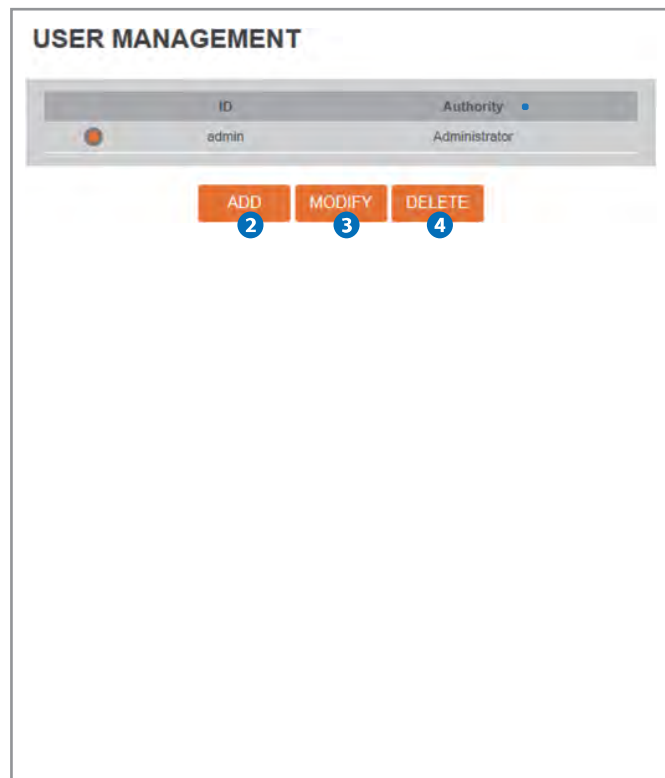 USER MANAGEMENT
ID Authority
admin Administrator
ADD MODIFY DELETE
2 3 4